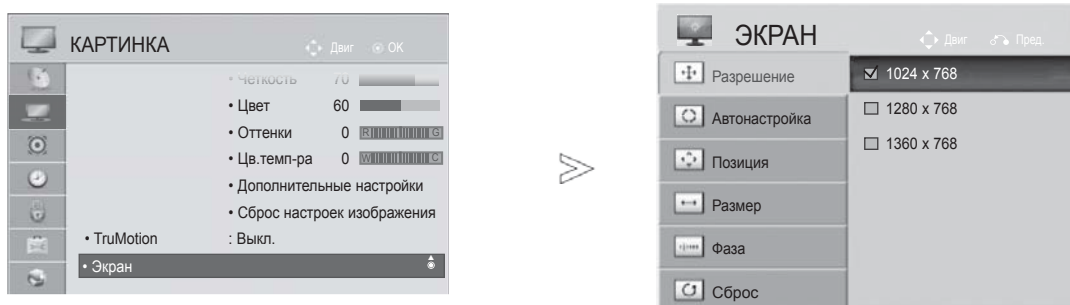 КАРТИНКА
Двиг
ОК
• Четкость 70
• Цвет 60
• Оттенки 0 R G
• Цв.темп-ра 0 W C
• Дополнительные настройки
• Сброс настроек изображения
• TruMotion : Выкл.
• Экран
ЭКРАН
Двиг
Пред.
Разрешение
Автонастройка
Позиция
Размер
Фаза
Сброс
1024 x 768
1280 x 768
1360 x 768